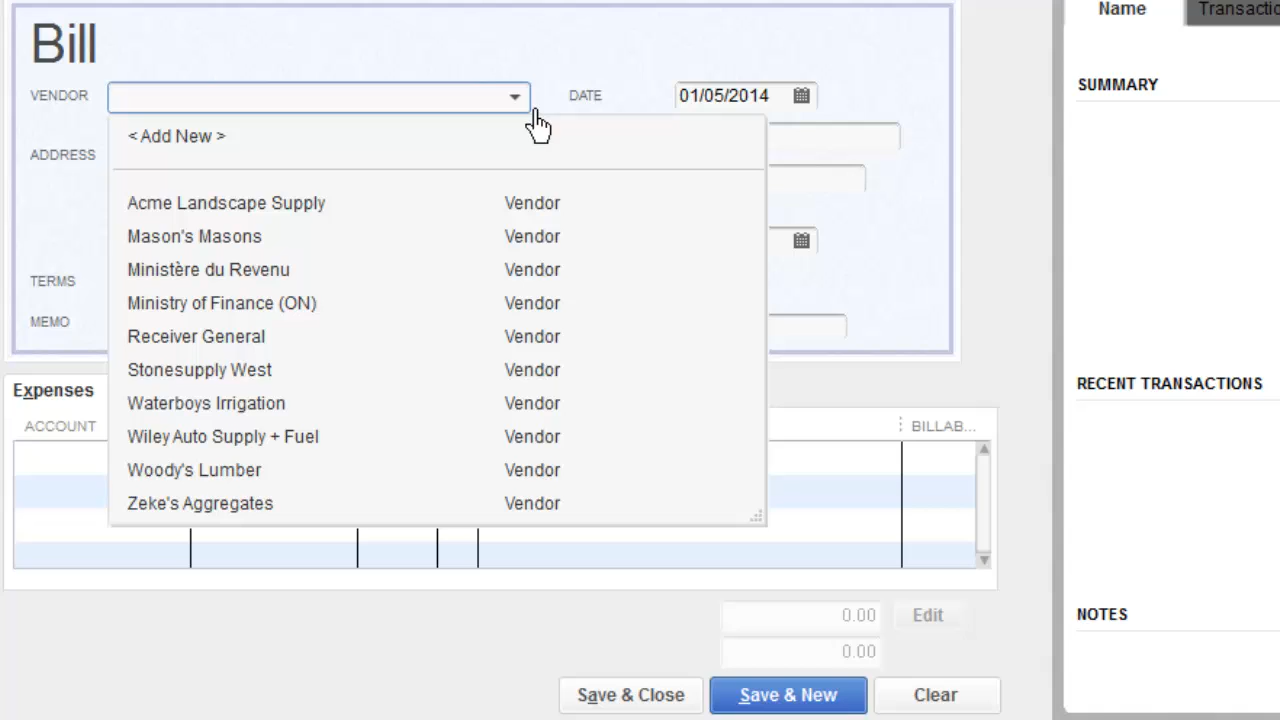 Name
Transactio
Bill
VENDOR
DATE
01/05/2014
< Add New >
ADDRESS
Acme Landscape Supply Vendor
Mason's Masons Vendor
Ministère du Revenu Vendor
Ministry of Finance (ON) Vendor
Receiver General Vendor
Stonesupply West Vendor
Waterboys Irrigation Vendor
Wiley Auto Supply + Fuel Vendor
Woody's Lumber Vendor
Zeke's Aggregates Vendor
TERMS
MEMO
Expenses
ACCOUNT
BILLAB...
0.00 Edit
0.00
Save & Close
Save & New
Clear
SUMMARY
RECENT TRANSACTIONS
NOTES